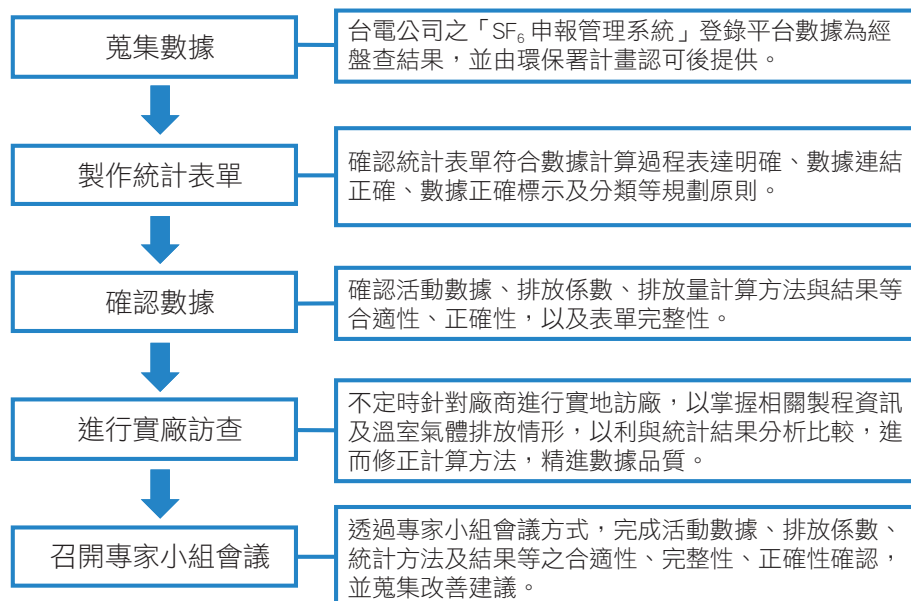 蒐集數據
台電公司之「SF₆ 申報管理系統」登錄平台數據為經
盤查結果，並由環保署計畫認可後提供。
製作統計表單
確認統計表單符合數據計算過程表達明確、數據連結
正確、數據正確標示及分類等規劃原則。
確認數據
確認活動數據、排放係數、排放量計算方法與結果等
合適性、正確性，以及表單完整性。
進行實廠訪查
不定時針對廠商進行實地訪廠，以掌握相關製程資訊
及溫室氣體排放情形，以利與統計結果分析比較，進
而修正計算方法，精進數據品質。
召開專家小組會議
透過專家小組會議方式，完成活動數據、排放係數、
統計方法及結果等之合適性、完整性、正確性確認，
並蒐集改善建議。